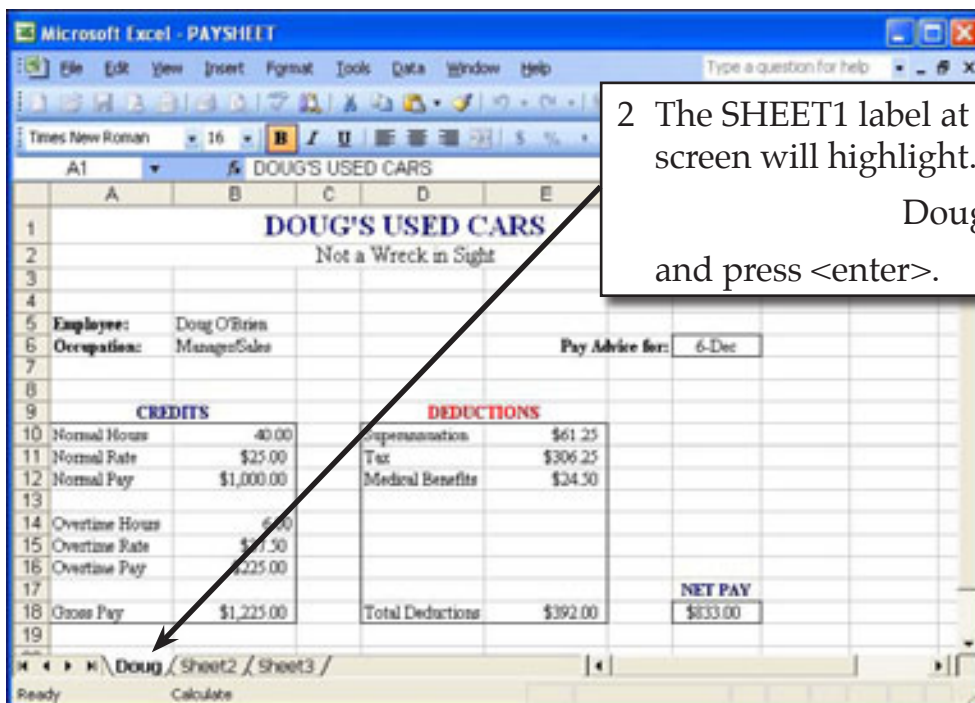 Microsoft Excel - PAYSHEET
File Edit View Insert Format Tools Data Window Help Type a question for help
Times New Roman 16 B I U $ %
A1 fx DOUG'S USED CARS
A B C D E
1 DOUG'S USED CARS
2 Not a Wreck in Sight
3
4
5 Employee: Doug O'Brien
6 Occupation: Manager/Sales Pay Advice for: 6-Dec
7
8
9 CREDITS DEDUCTIONS
10 Normal Hours 40.00 Superannuation $61.25
11 Normal Rate $25.00 Tax $306.25
12 Normal Pay $1,000.00 Medical Benefits $24.50
13
14 Overtime Hours 6.00
15 Overtime Rate .50
16 Overtime Pay $225.00
17 NET PAY
18 Gross Pay $1,225.00 Total Deductions $392.00 $833.00
19
Doug Sheet2 Sheet3
Ready Calculate
2 The SHEET1 label at
screen will highlight.
Doug
and press <enter>.